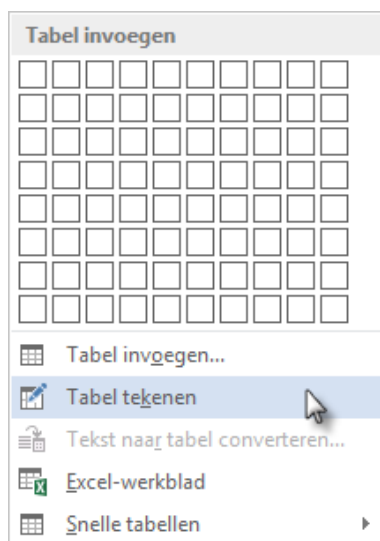 Tabel invoegen
Tabel invoegen...
Tabel tekenen
Tekst naar tabel converteren...
Excel-werkblad
Snelle tabellen